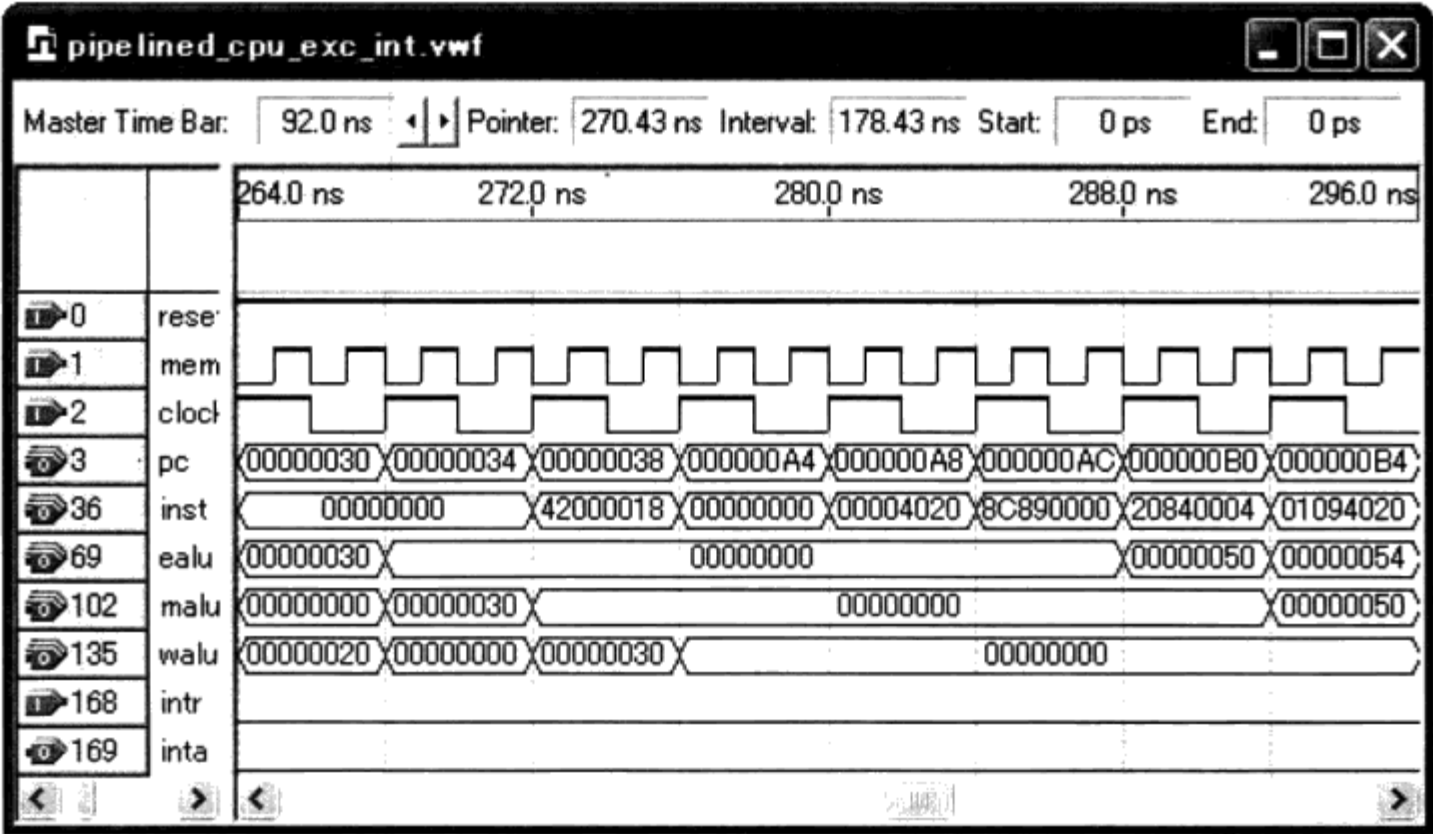 pipelined_cpu_exc_int.vwf
Master Time Bar: 92.0 ns Pointer: 270.43 ns Interval: 178.43 ns Start: 0 ps End: 0 ps
264.0 ns 272.0 ns 280.0 ns 288.0 ns 296.0 ns
0 rese
1 mem
2 clock
3 pc 00000030 00000034 00000038 000000A4 000000A8 000000AC 000000B0 000000B4
36 inst 00000000 42000018 00000000 00004020 8C890000 20840004 01094020
69 ealu 00000030 00000000 00000050 00000054
102 malu 00000000 00000030 00000000 00000050
135 walu 00000020 00000000 00000030 00000000
168 intr
169 inta